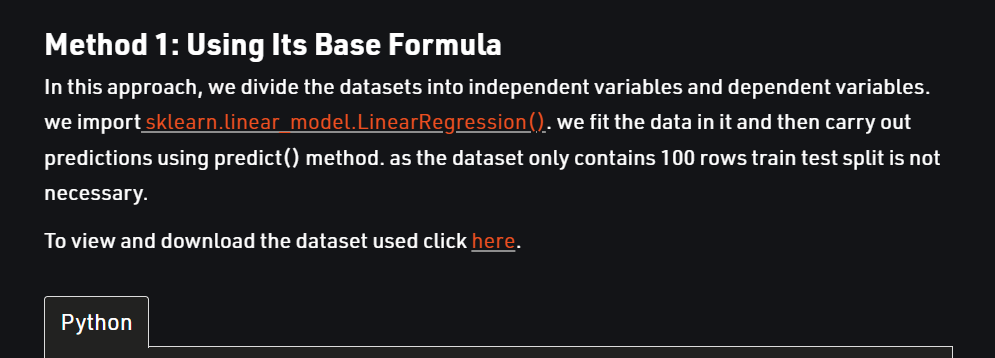 Method 1: Using Its Base Formula
In this approach, we divide the datasets into independent variables and dependent variables.
we import sklearn.linear_model.LinearRegression(). we fit the data in it and then carry out
predictions using predict() method. as the dataset only contains 100 rows train test split is not
necessary.
To view and download the dataset used click here.
Python